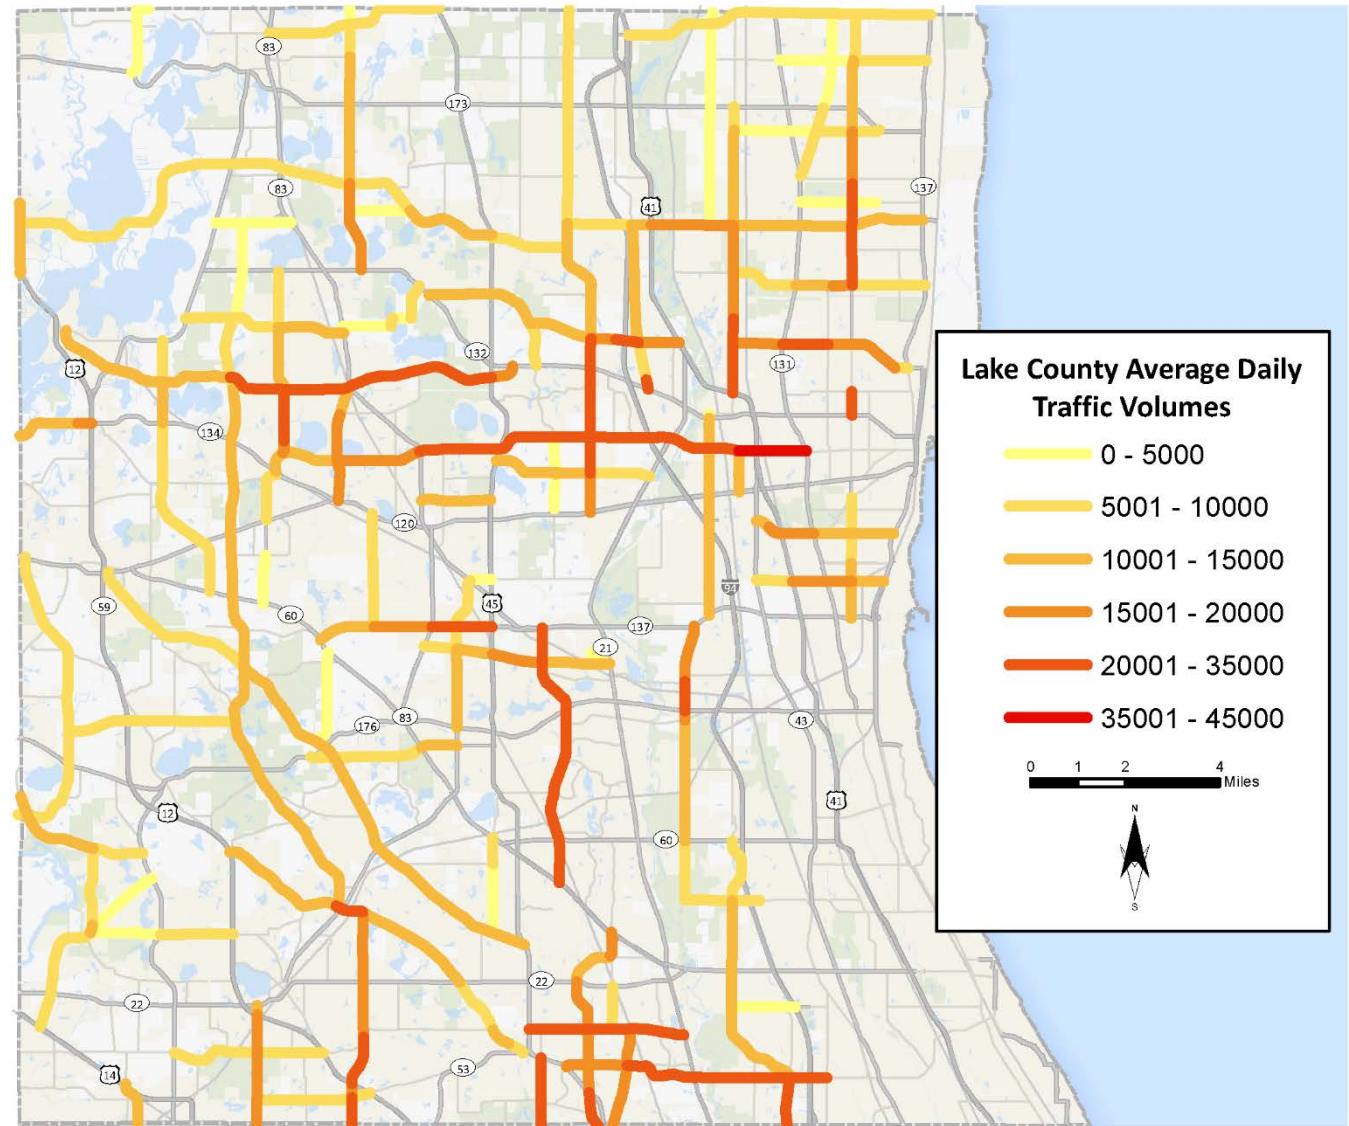 83
173
83
41
137
132
131
12
134
120
94
59
60
45
137
21
176
83
43
12
41
60
22
22
53
14
Lake County Average Daily
Traffic Volumes
0 - 5000
5001 - 10000
10001 - 15000
15001 - 20000
20001 - 35000
35001 - 45000
0 1 2 4
Miles
N
S